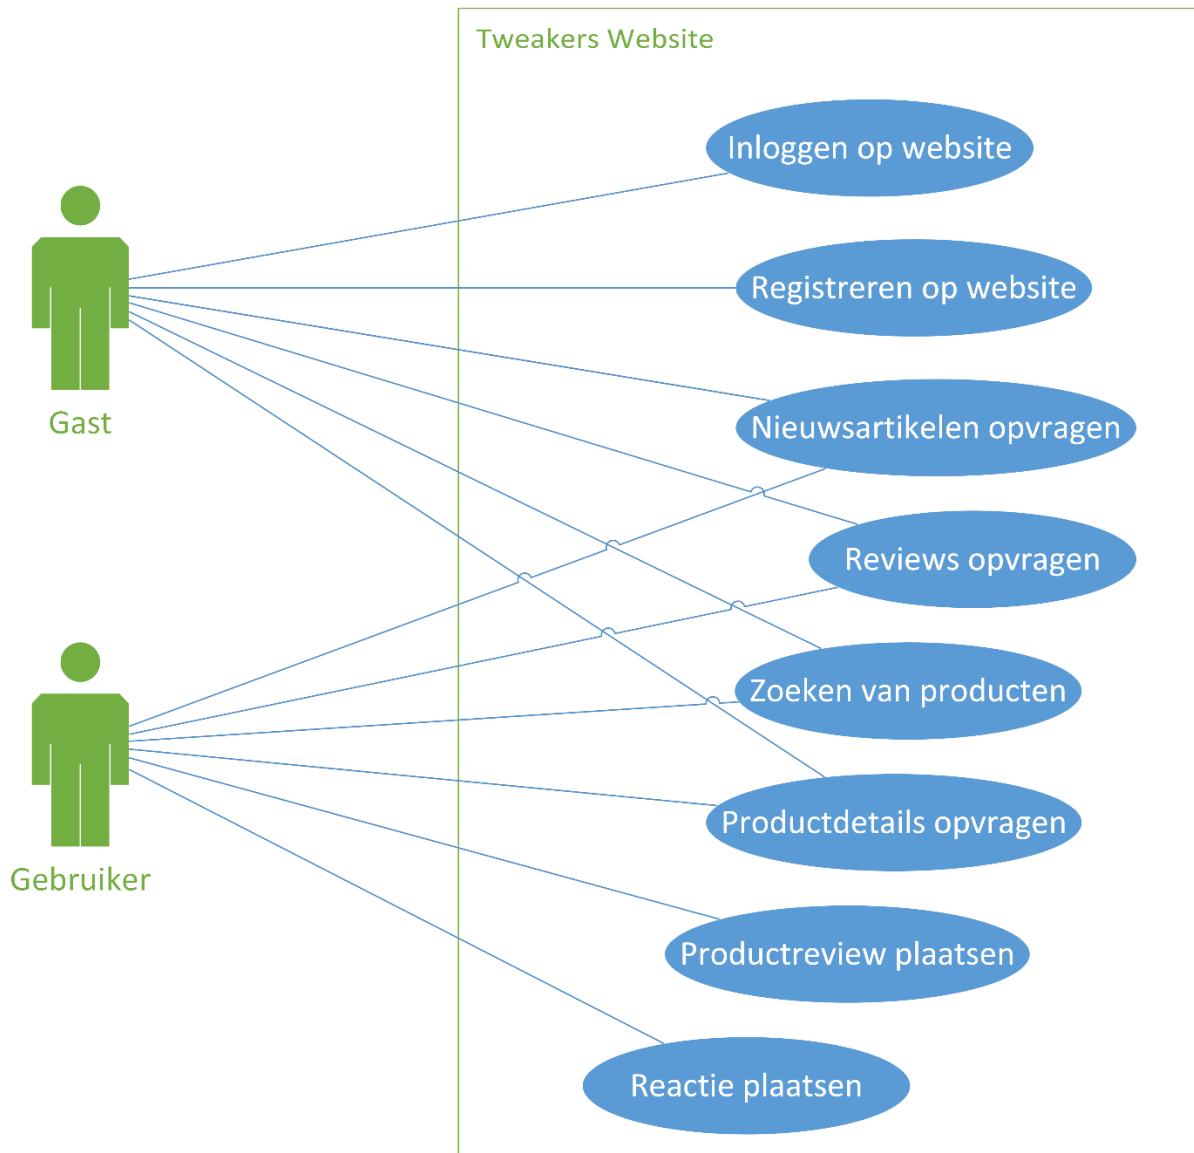 Tweakers Website
Inloggen op website
Registreren op website
Gast
Nieuwsartikelen opvragen
Reviews opvragen
Zoeken van producten
Productdetails opvragen
Gebruiker
Productreview plaatsen
Reactie plaatsen